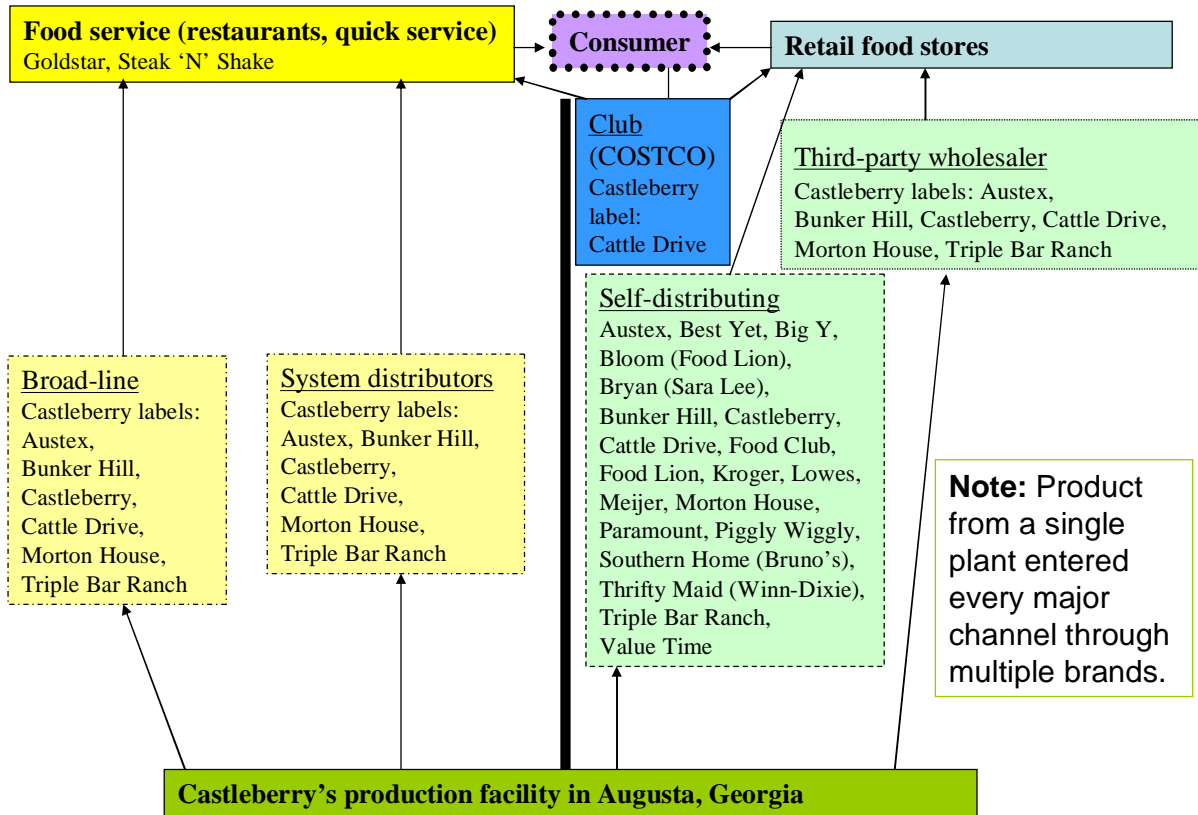 Food service (restaurants, quick service)
Goldstar, Steak ‘N’ Shake
Consumer
Retail food stores
Club
(COSTCO)
Castleberry
label:
Cattle Drive
Third-party wholesaler
Castleberry labels: Austex,
Bunker Hill, Castleberry, Cattle Drive,
Morton House, Triple Bar Ranch
Broad-line
Castleberry labels:
Austex,
Bunker Hill,
Castleberry,
Cattle Drive,
Morton House,
Triple Bar Ranch
System distributors
Castleberry labels:
Austex, Bunker Hill,
Castleberry,
Cattle Drive,
Morton House,
Triple Bar Ranch
Self-distributing
Austex, Best Yet, Big Y,
Bloom (Food Lion),
Bryan (Sara Lee),
Bunker Hill, Castleberry,
Cattle Drive, Food Club,
Food Lion, Kroger, Lowes,
Meijer, Morton House,
Paramount, Piggly Wiggly,
Southern Home (Bruno’s),
Thrifty Maid (Winn-Dixie),
Triple Bar Ranch,
Value Time
Note: Product
from a single
plant entered
every major
channel through
multiple brands.
Castleberry’s production facility in Augusta, Georgia